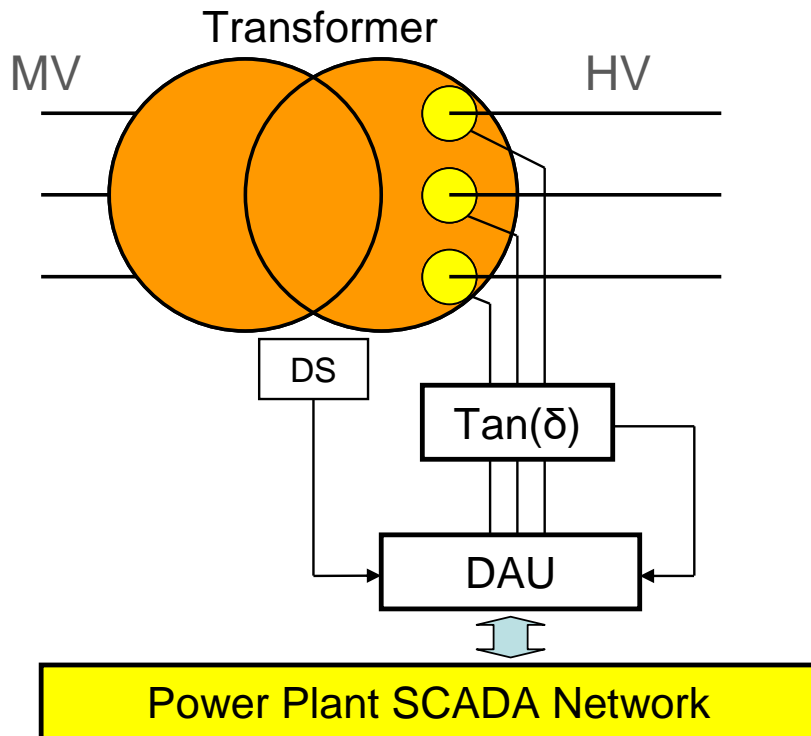 Transformer
MV
HV
DS
Tan(δ)
DAU
Power Plant SCADA Network